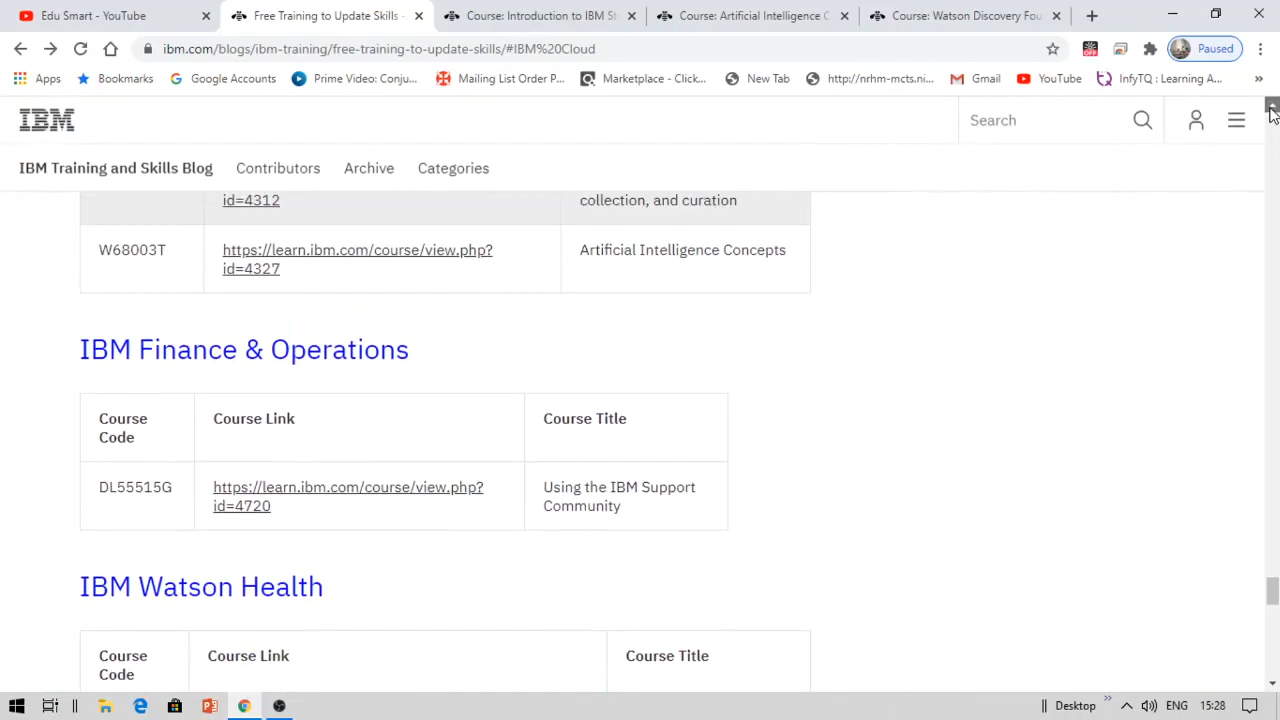 Edu Smart - YouTube
Free Training to Update Skills -
Course: Introduction to IBM St
Course: Artificial Intelligence C
Course: Watson Discovery Fou
ibm.com/blogs/ibm-training/free-training-to-update-skills/#IBM%20Cloud
OFF
Paused
Apps
Bookmarks
Google Accounts
Prime Video: Conju...
Mailing List Order P...
Marketplace - Click...
New Tab
http://nrhm-mcts.ni...
Gmail
YouTube
InfyTQ : Learning A...
»
IBM
Search
IBM Training and Skills Blog
Contributors
Archive
Categories
id=4312
collection, and curation
W68003T
https://learn.ibm.com/course/view.php?
id=4327
Artificial Intelligence Concepts
IBM Finance & Operations
Course
Code
Course Link
Course Title
DL55515G
https://learn.ibm.com/course/view.php?
id=4720
Using the IBM Support
Community
IBM Watson Health
Course
Code
Course Link
Course Title
Desktop
»
ENG
15:28